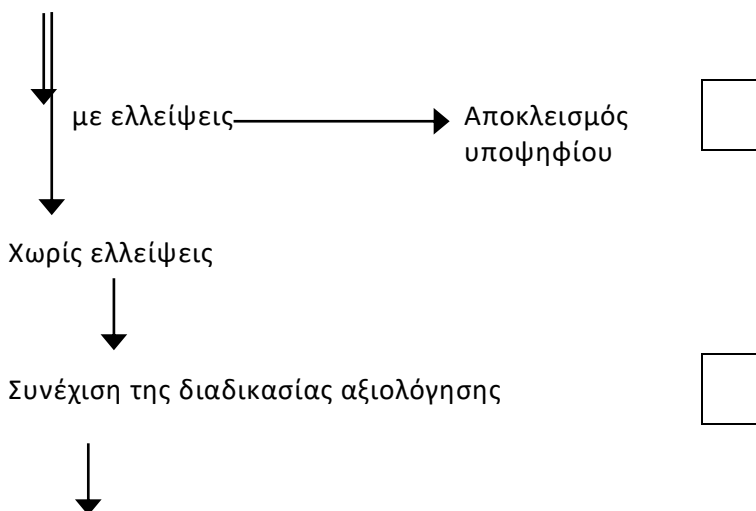 με ελλείψεις
Αποκλεισμός
υποψηφίου
Χωρίς ελλείψεις
Συνέχιση της διαδικασίας αξιολόγησης